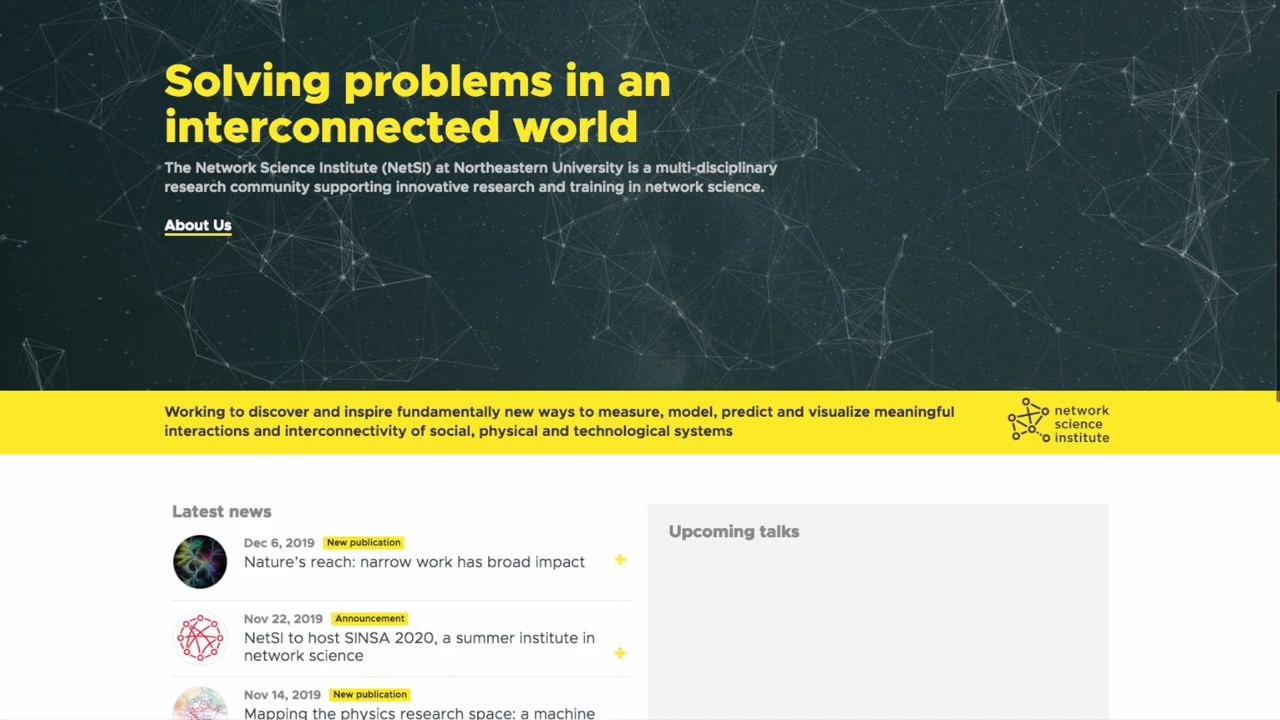 Solving problems in an
interconnected world
The Network Science Institute (NetSI) at Northeastern University is a multi-disciplinary
research community supporting innovative research and training in network science.
About Us
Working to discover and inspire fundamentally new ways to measure, model, predict and visualize meaningful
interactions and interconnectivity of social, physical and technological systems
network
science
institute
Latest news
Dec 6, 2019 New publication
Nature's reach: narrow work has broad impact
Nov 22, 2019 Announcement
NetSI to host SINSA 2020, a summer institute in
network science
Nov 14, 2019 New publication
Mapping the physics research space: a machine
Upcoming talks